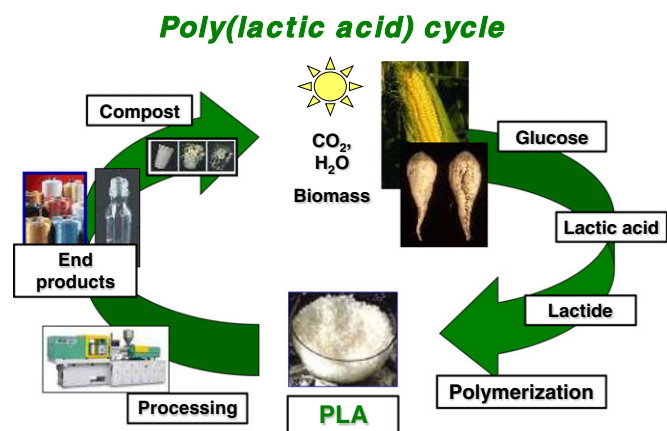 Poly(lactic acid) cycle
Compost
CO₂,
H₂O
Biomass
Glucose
Lactic acid
Lactide
Polymerization
PLA
Processing
End
products